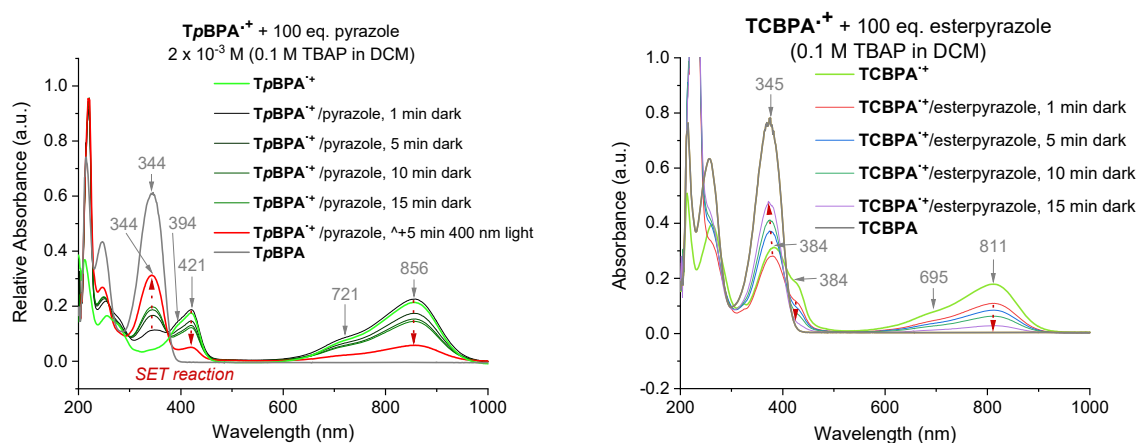 TpBPA·+ + 100 eq. pyrazole
2 x 10⁻³ M (0.1 M TBAP in DCM)
TpBPA·+
TpBPA·+ /pyrazole, 1 min dark
TpBPA·+ /pyrazole, 5 min dark
TpBPA·+ /pyrazole, 10 min dark
TpBPA·+ /pyrazole, 15 min dark
TpBPA·+ /pyrazole, ^+5 min 400 nm light
TpBPA
344
344
394
421
721
856
SET reaction
Relative Absorbance (a.u.)
1.0
0.8
0.6
0.4
0.2
0.0
200 400 600 800 1000
Wavelength (nm)
TCBPA·+ + 100 eq. esterpyrazole
(0.1 M TBAP in DCM)
TCBPA·+
TCBPA·+/esterpyrazole, 1 min dark
TCBPA·+/esterpyrazole, 5 min dark
TCBPA·+/esterpyrazole, 10 min dark
TCBPA·+/esterpyrazole, 15 min dark
TCBPA
345
384
384
695
811
Absorbance (a.u.)
1.0
0.8
0.6
0.4
0.2
0.0
-0.2
200 400 600 800 1000
Wavelength (nm)